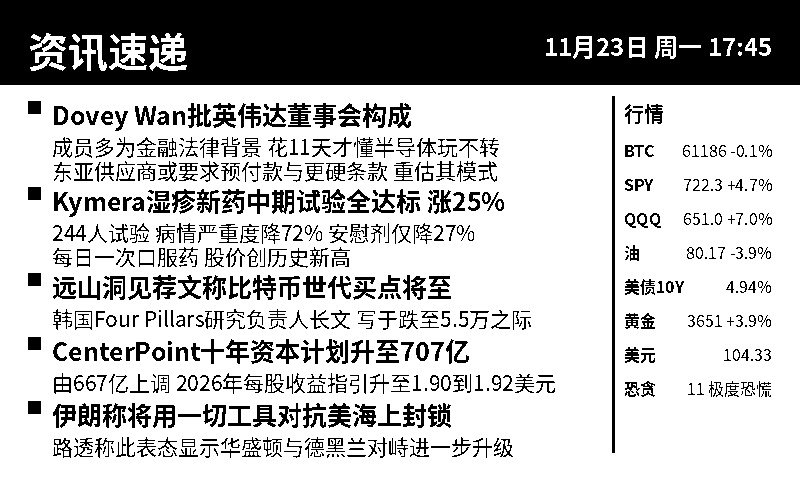 资讯速递
11月23日 周一 17:45
Dovey Wan批英伟达董事会构成
成员多为金融法律背景 花11天才懂半导体玩不转
东亚供应商或要求预付款与更硬条款 重估其模式
Kymera湿疹新药中期试验全达标 涨25%
244人试验 病情严重度降72% 安慰剂仅降27%
每日一次口服药 股价创历史新高
远山洞见荐文称比特币世代买点将至
韩国Four Pillars研究负责人长文 写于跌至5.5万之际
CenterPoint十年资本计划升至707亿
由667亿上调 2026年每股收益指引升至1.90到1.92美元
伊朗称将用一切工具对抗美海上封锁
路透称此表态显示华盛顿与德黑兰对峙进一步升级
行情
BTC 61186 -0.1%
SPY 722.3 +4.7%
QQQ 651.0 +7.0%
油 80.17 -3.9%
美债10Y 4.94%
黄金 3651 +3.9%
美元 104.33
恐贪 11 极度恐慌